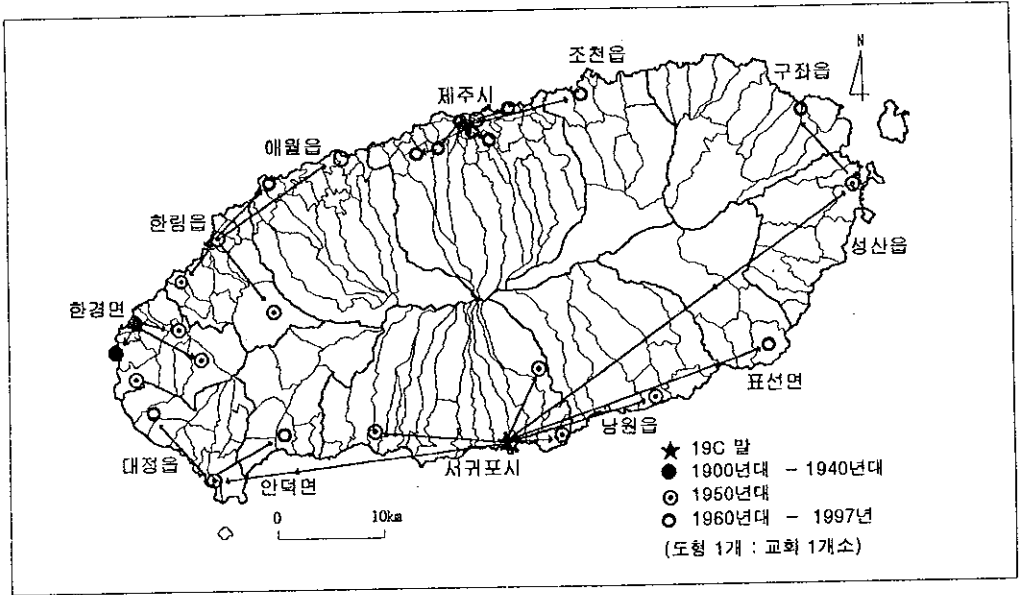 조천읍
구좌읍
N
제주시
애월읍
한림읍
성산읍
한경면
표선면
남원읍
대정읍
안덕면
서귀포시
0 10km
19C 말
1900년대 - 1940년대
1950년대
1960년대 - 1997년
(도형 1개 : 교회 1개소)